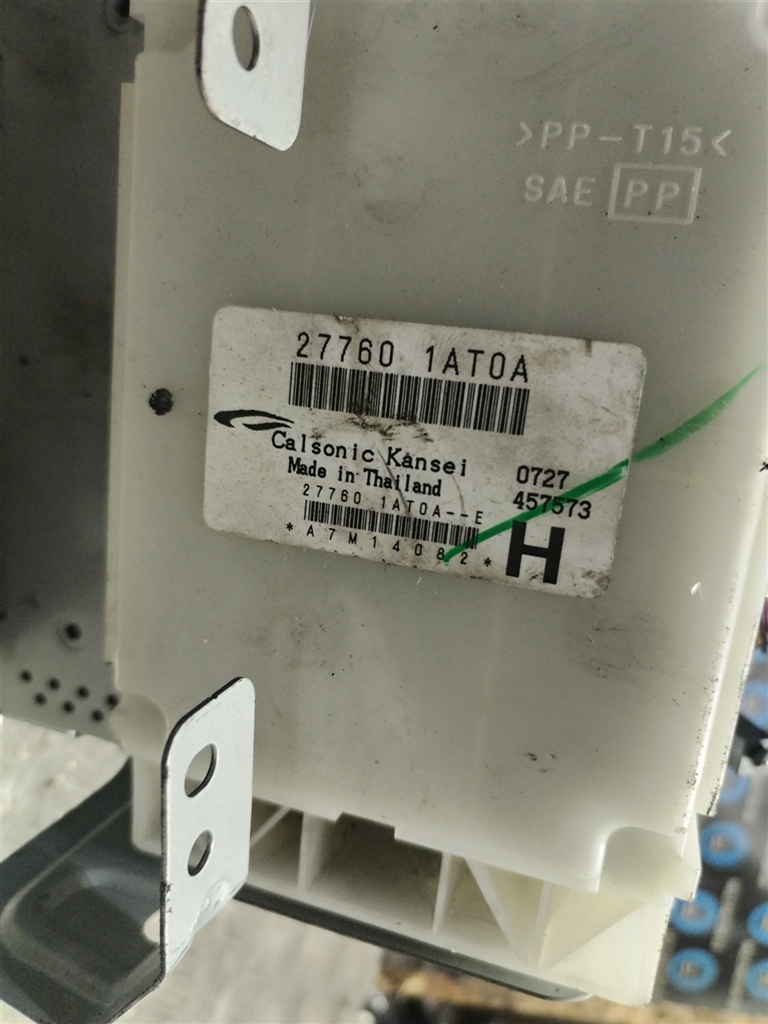 >PP-T15<
SAE PP
27760 1AT0A
Calsonic Kansei
Made in Thailand
0727
457573
27760 1AT0A--E
*A7M14082*
H